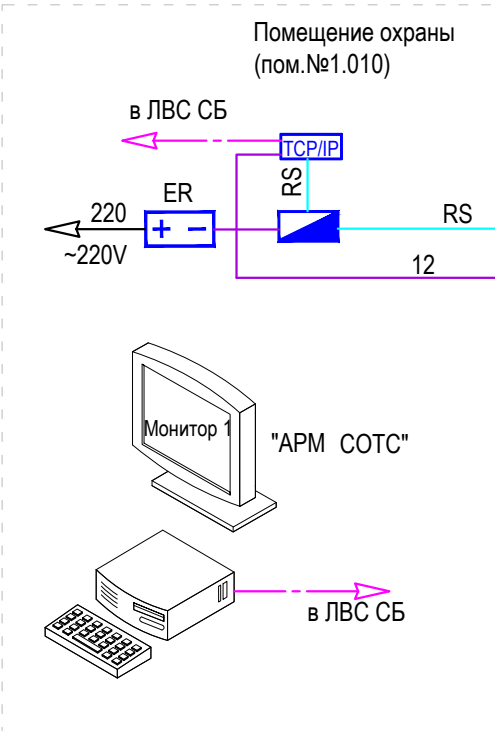 Помещение охраны
(пом.№1.010)
в ЛВС СБ
TCP/IP
RS
ER
220
~220V
+ −
RS
12
Монитор 1
"АРМ СОТС"
в ЛВС СБ